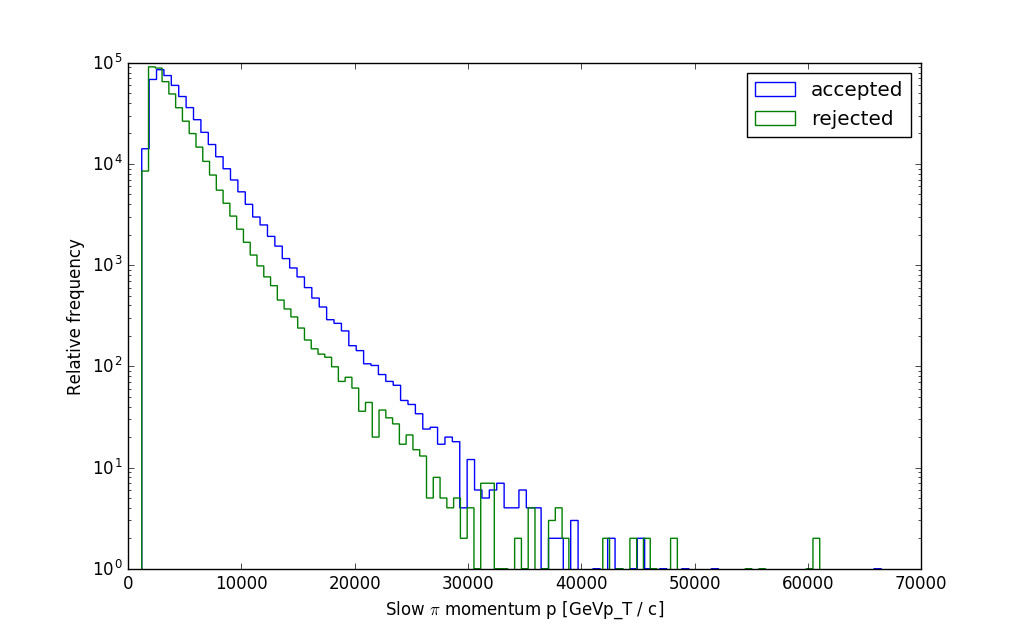 accepted
rejected
10^5
10^4
10^3
10^2
10^1
10^0
Relative frequency
0 10000 20000 30000 40000 50000 60000 70000
Slow π momentum p [GeVp_T / c]